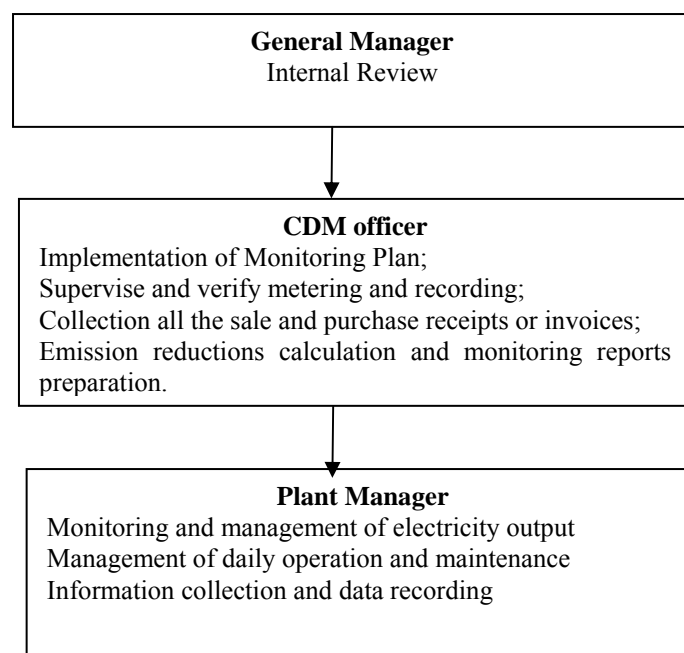 General Manager
Internal Review
CDM officer
Implementation of Monitoring Plan;
Supervise and verify metering and recording;
Collection all the sale and purchase receipts or invoices;
Emission reductions calculation and monitoring reports
preparation.
Plant Manager
Monitoring and management of electricity output
Management of daily operation and maintenance
Information collection and data recording